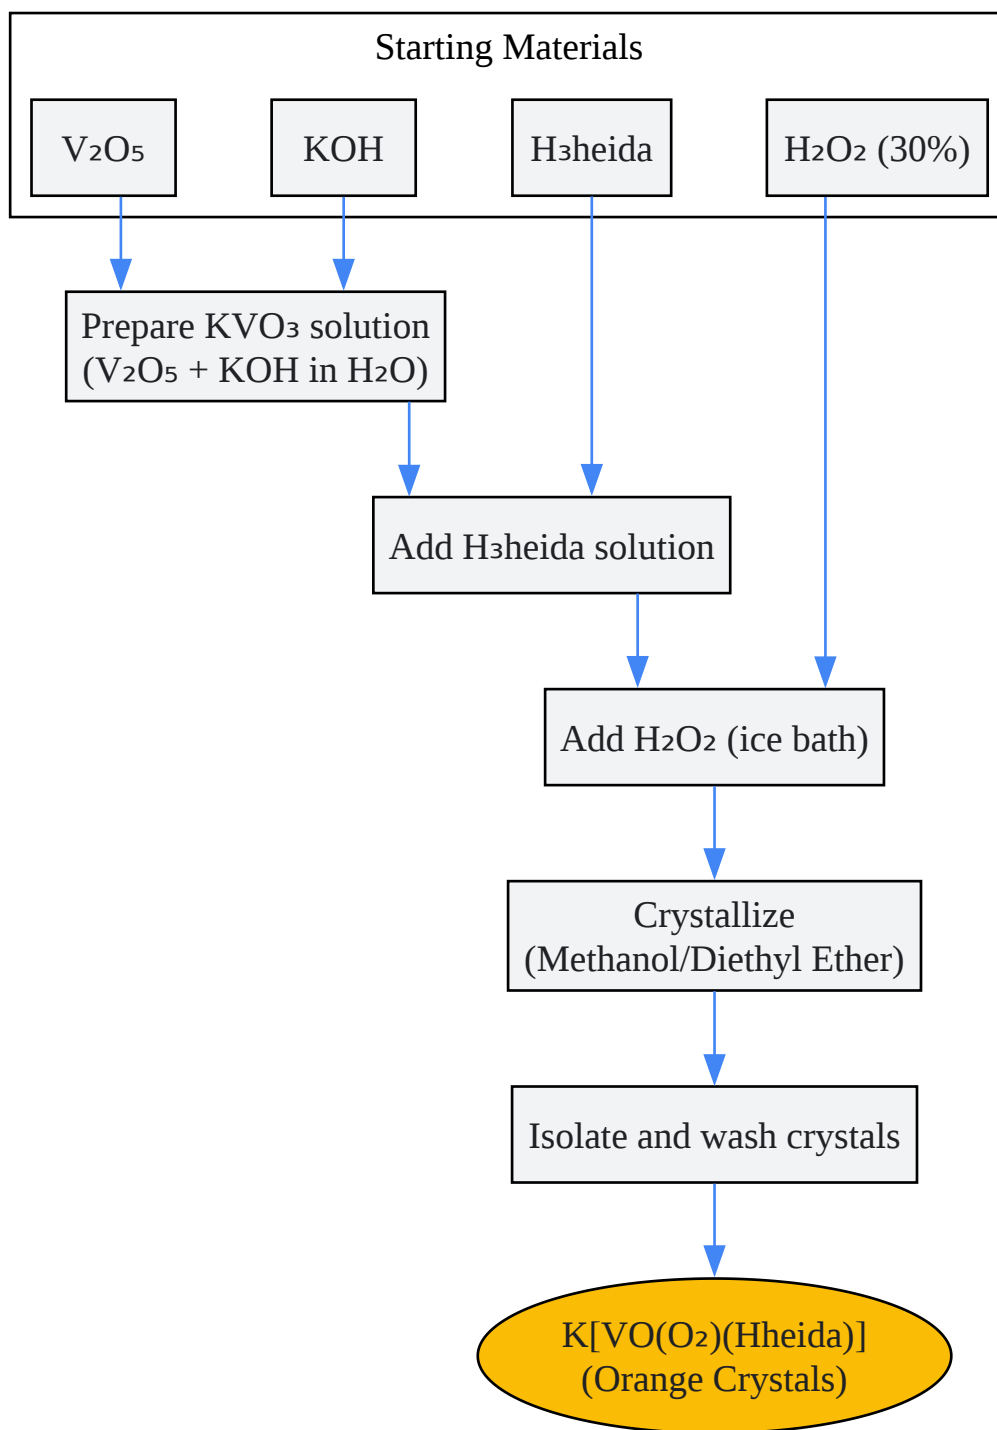 Starting Materials
V₂O₅
KOH
H₃heida
H₂O₂ (30%)
Prepare KVO₃ solution
(V₂O₅ + KOH in H₂O)
Add H₃heida solution
Add H₂O₂ (ice bath)
Crystallize
(Methanol/Diethyl Ether)
Isolate and wash crystals
K[VO(O₂)(Hheida)]
(Orange Crystals)